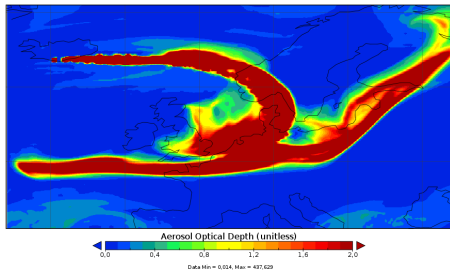 Aerosol Optical Depth (unitless)
0,0 0,4 0,8 1,2 1,6 2,0
Data Min = 0,014, Max = 437,629